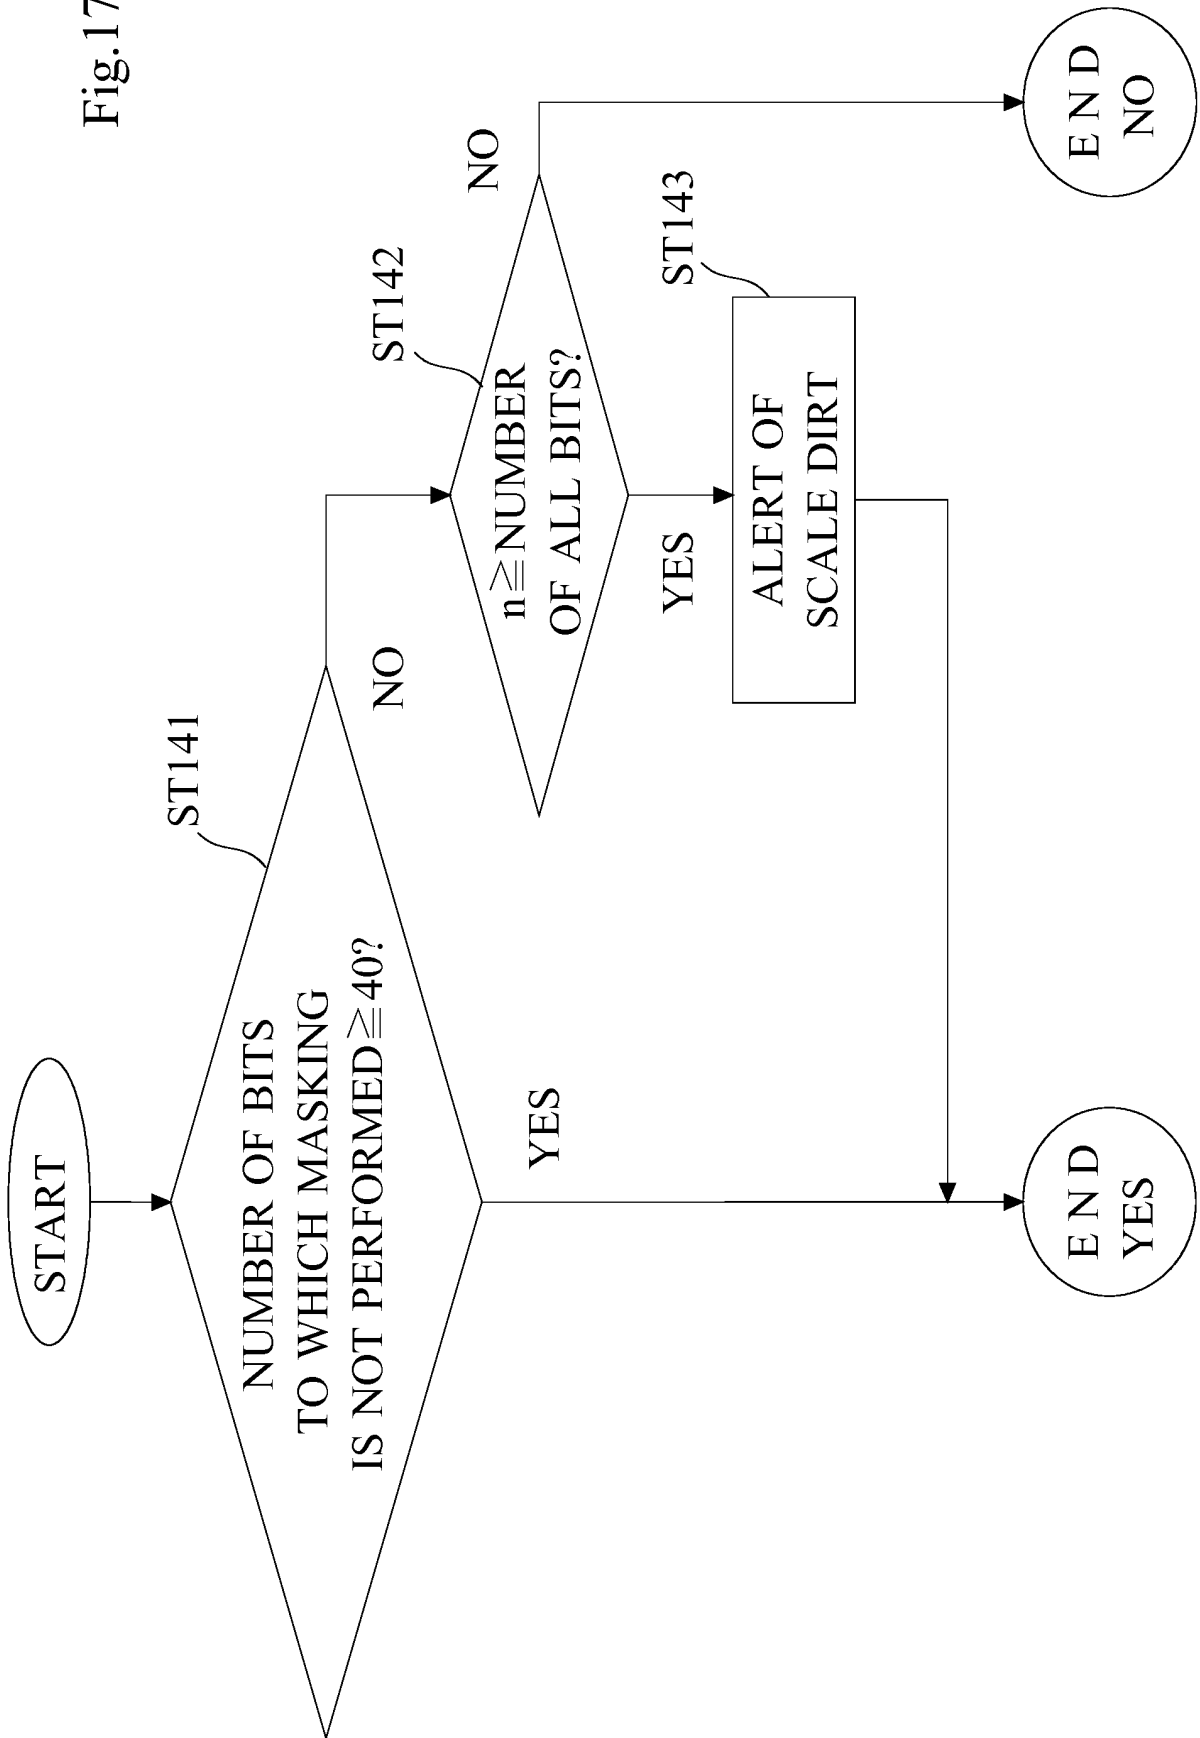 Fig.17
START
ST141
NUMBER OF BITS
TO WHICH MASKING
IS NOT PERFORMED≧40?
NO
YES
ST142
n≧NUMBER
OF ALL BITS?
NO
YES
ST143
ALERT OF
SCALE DIRT
E N D
YES
E N D
NO